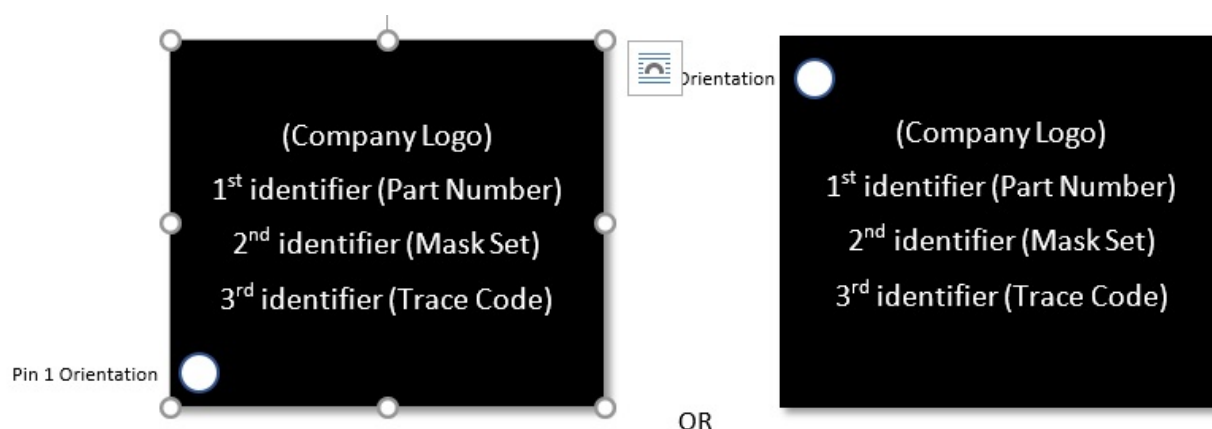 (Company Logo)
1st identifier (Part Number)
2nd identifier (Mask Set)
3rd identifier (Trace Code)
Pin 1 Orientation
OR
Orientation
(Company Logo)
1st identifier (Part Number)
2nd identifier (Mask Set)
3rd identifier (Trace Code)